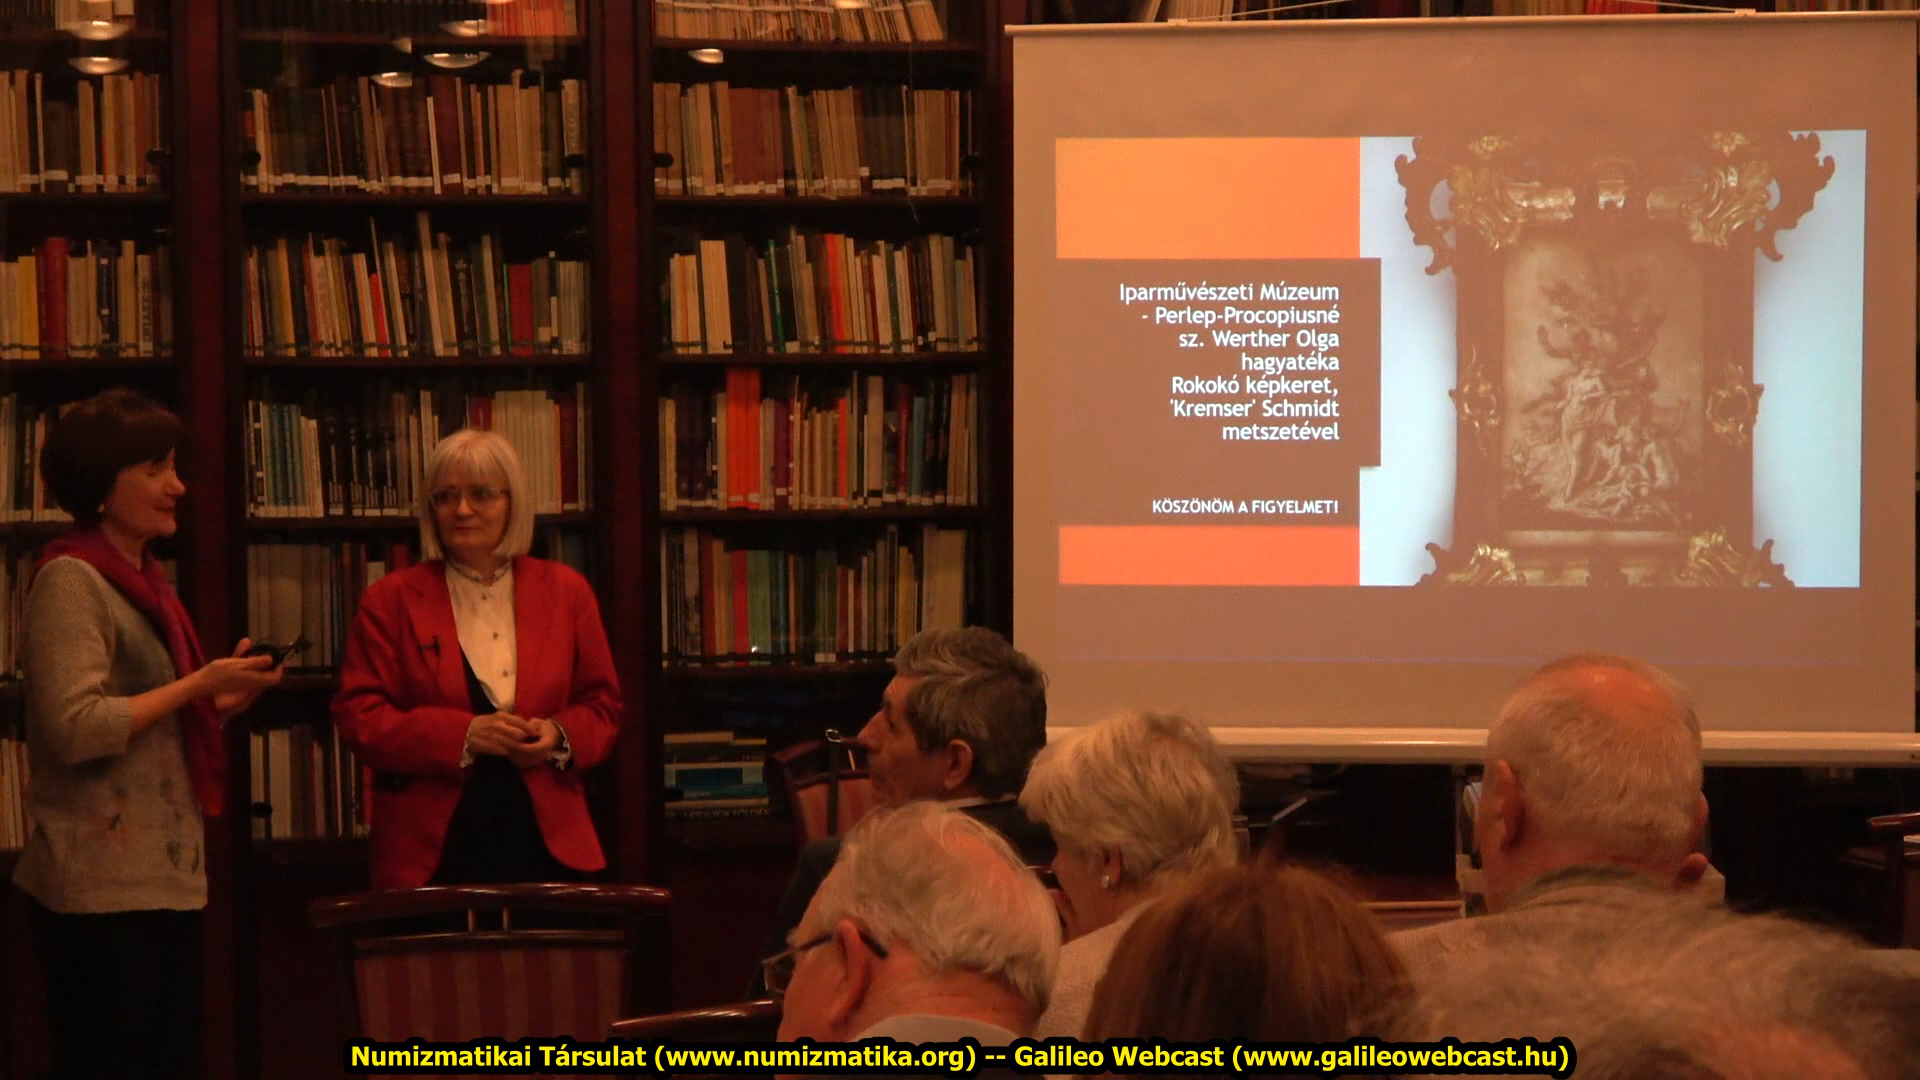 Iparművészeti Múzeum
- Perlep-Procopiusné
sz. Werther Olga
hagyatéka
Rokokó képkeret,
'Kremser' Schmidt
metszetével
KÖSZÖNÖM A FIGYELMET!
Numizmatikai Társulat (www.numizmatika.org) -- Galileo Webcast (www.galileowebcast.hu)